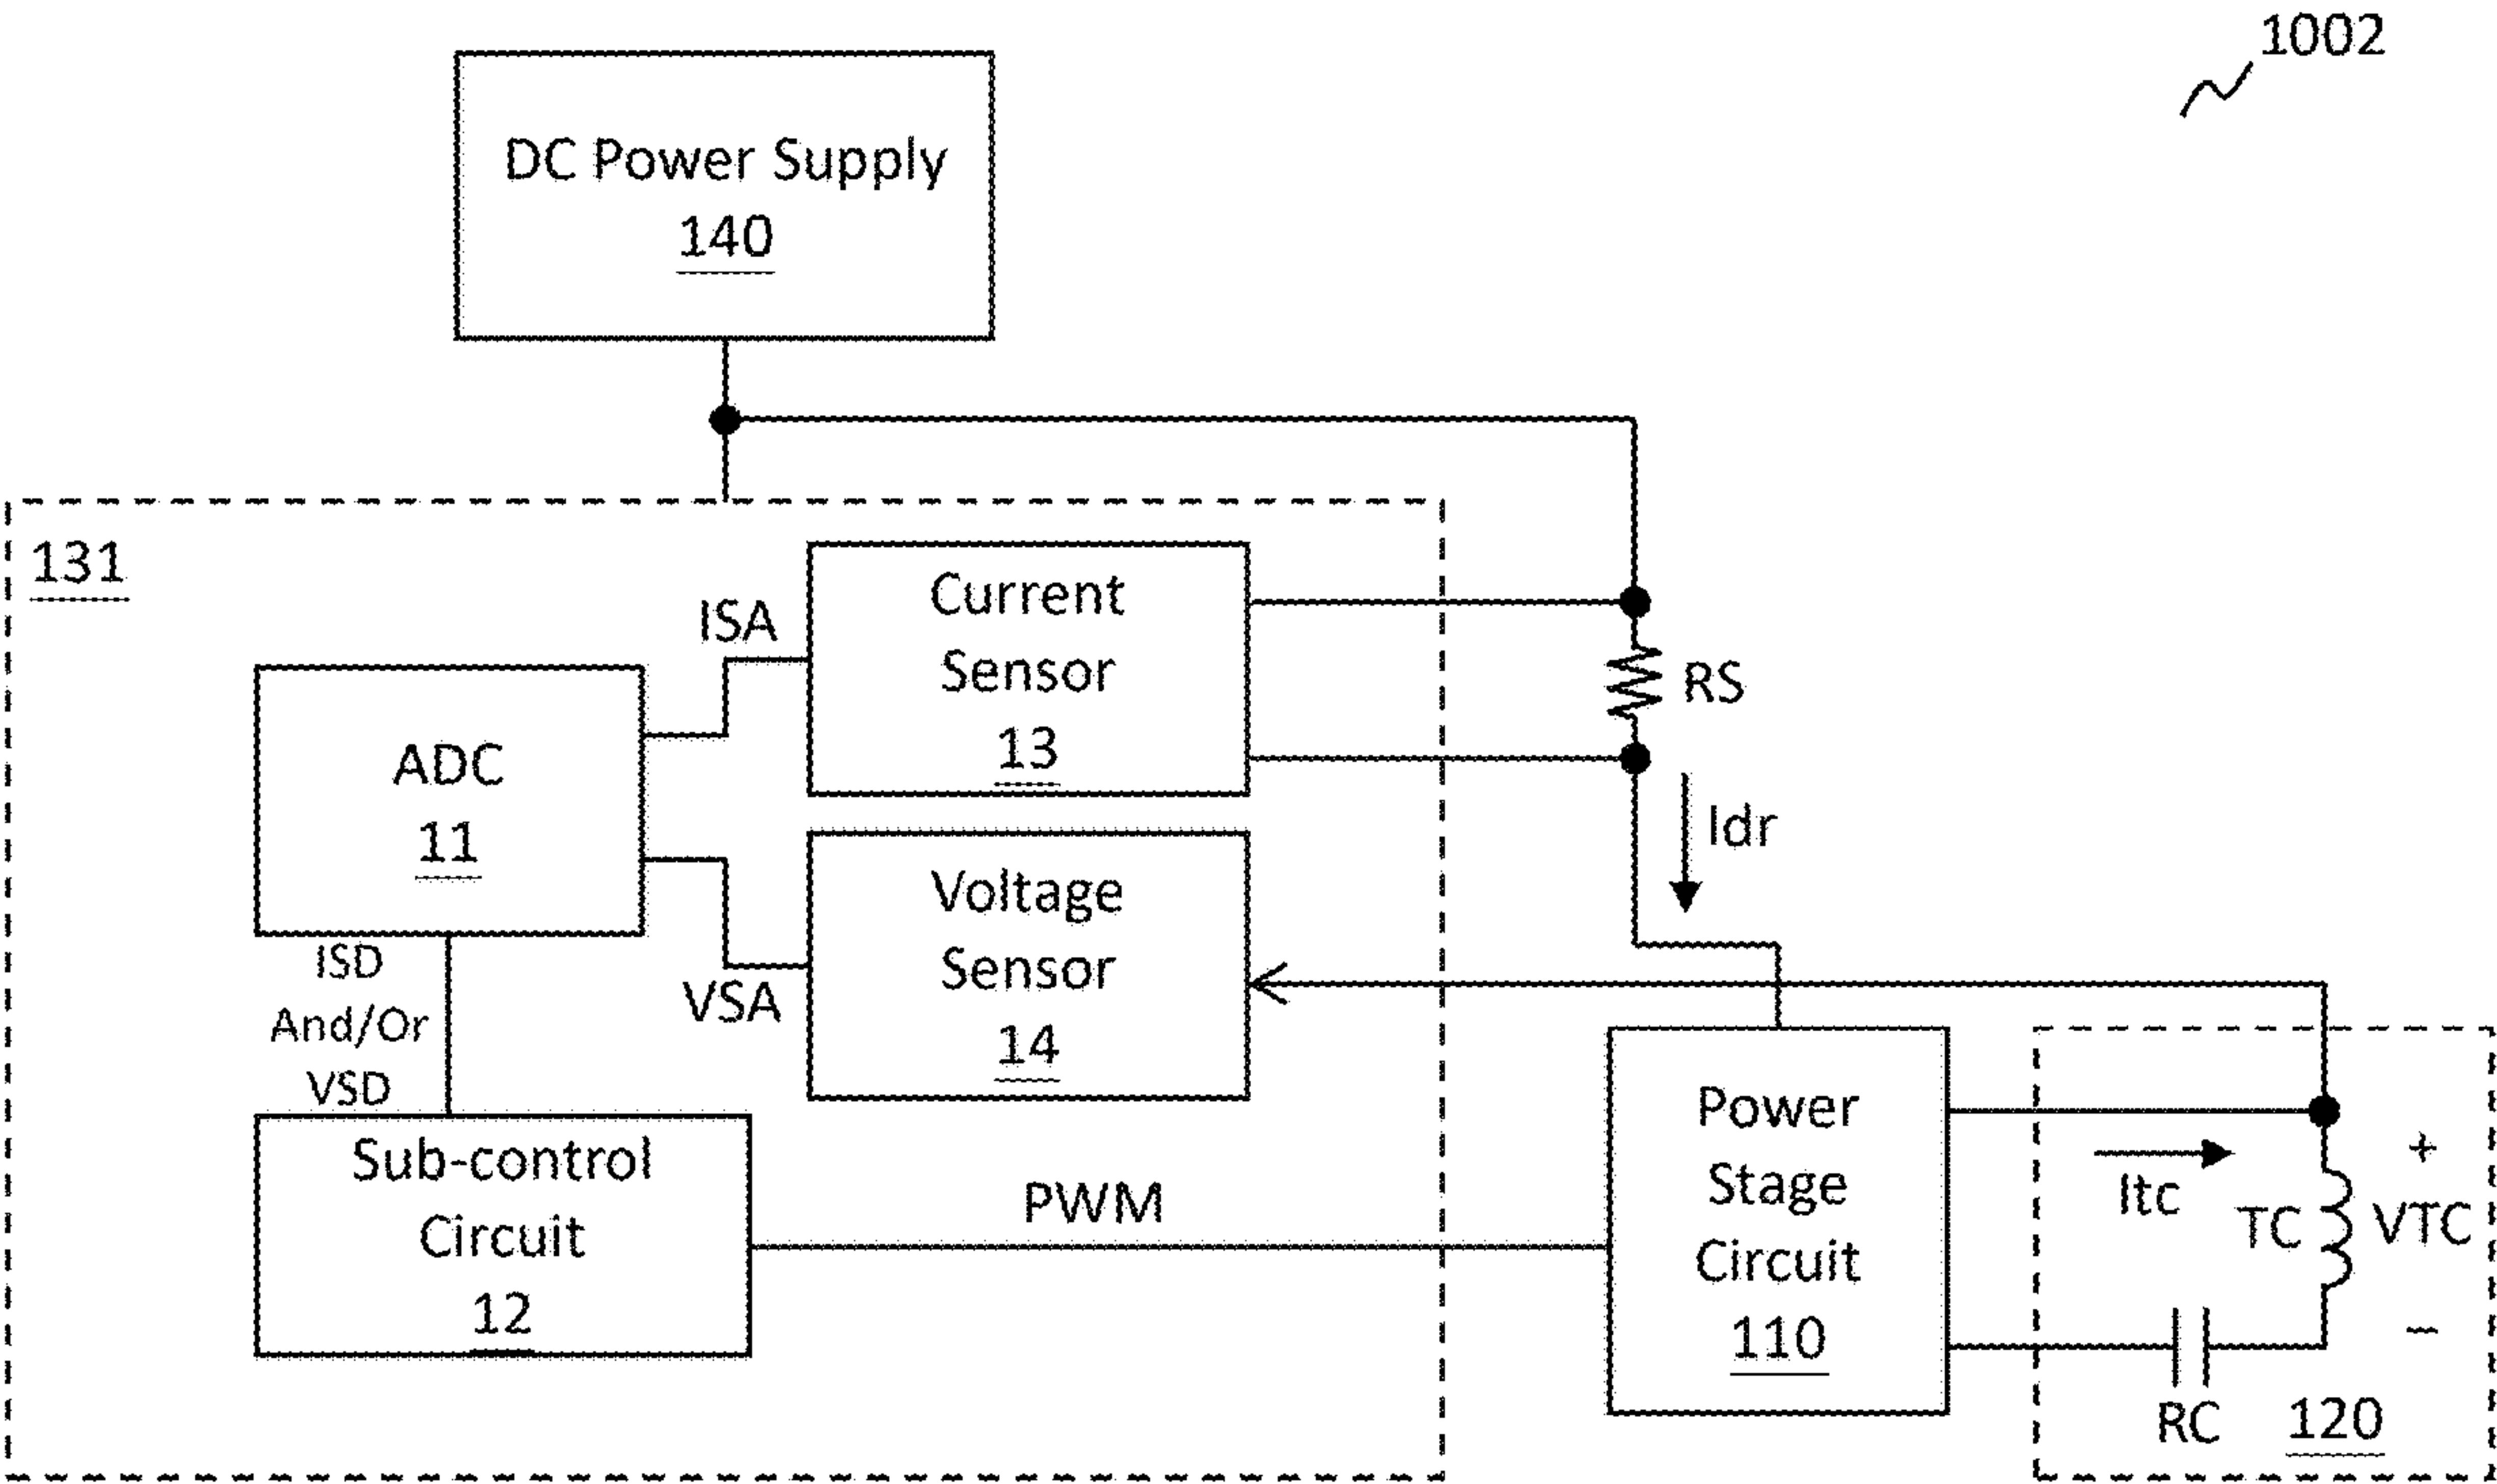 1002
DC Power Supply
140
131
Current
Sensor
13
ISA
RS
ADC
11
Idr
Voltage
Sensor
14
VSA
ISD
And/Or
VSD
Sub-control
Circuit
12
PWM
Power
Stage
Circuit
110
Itc
TC
+
VTC
−
RC
120